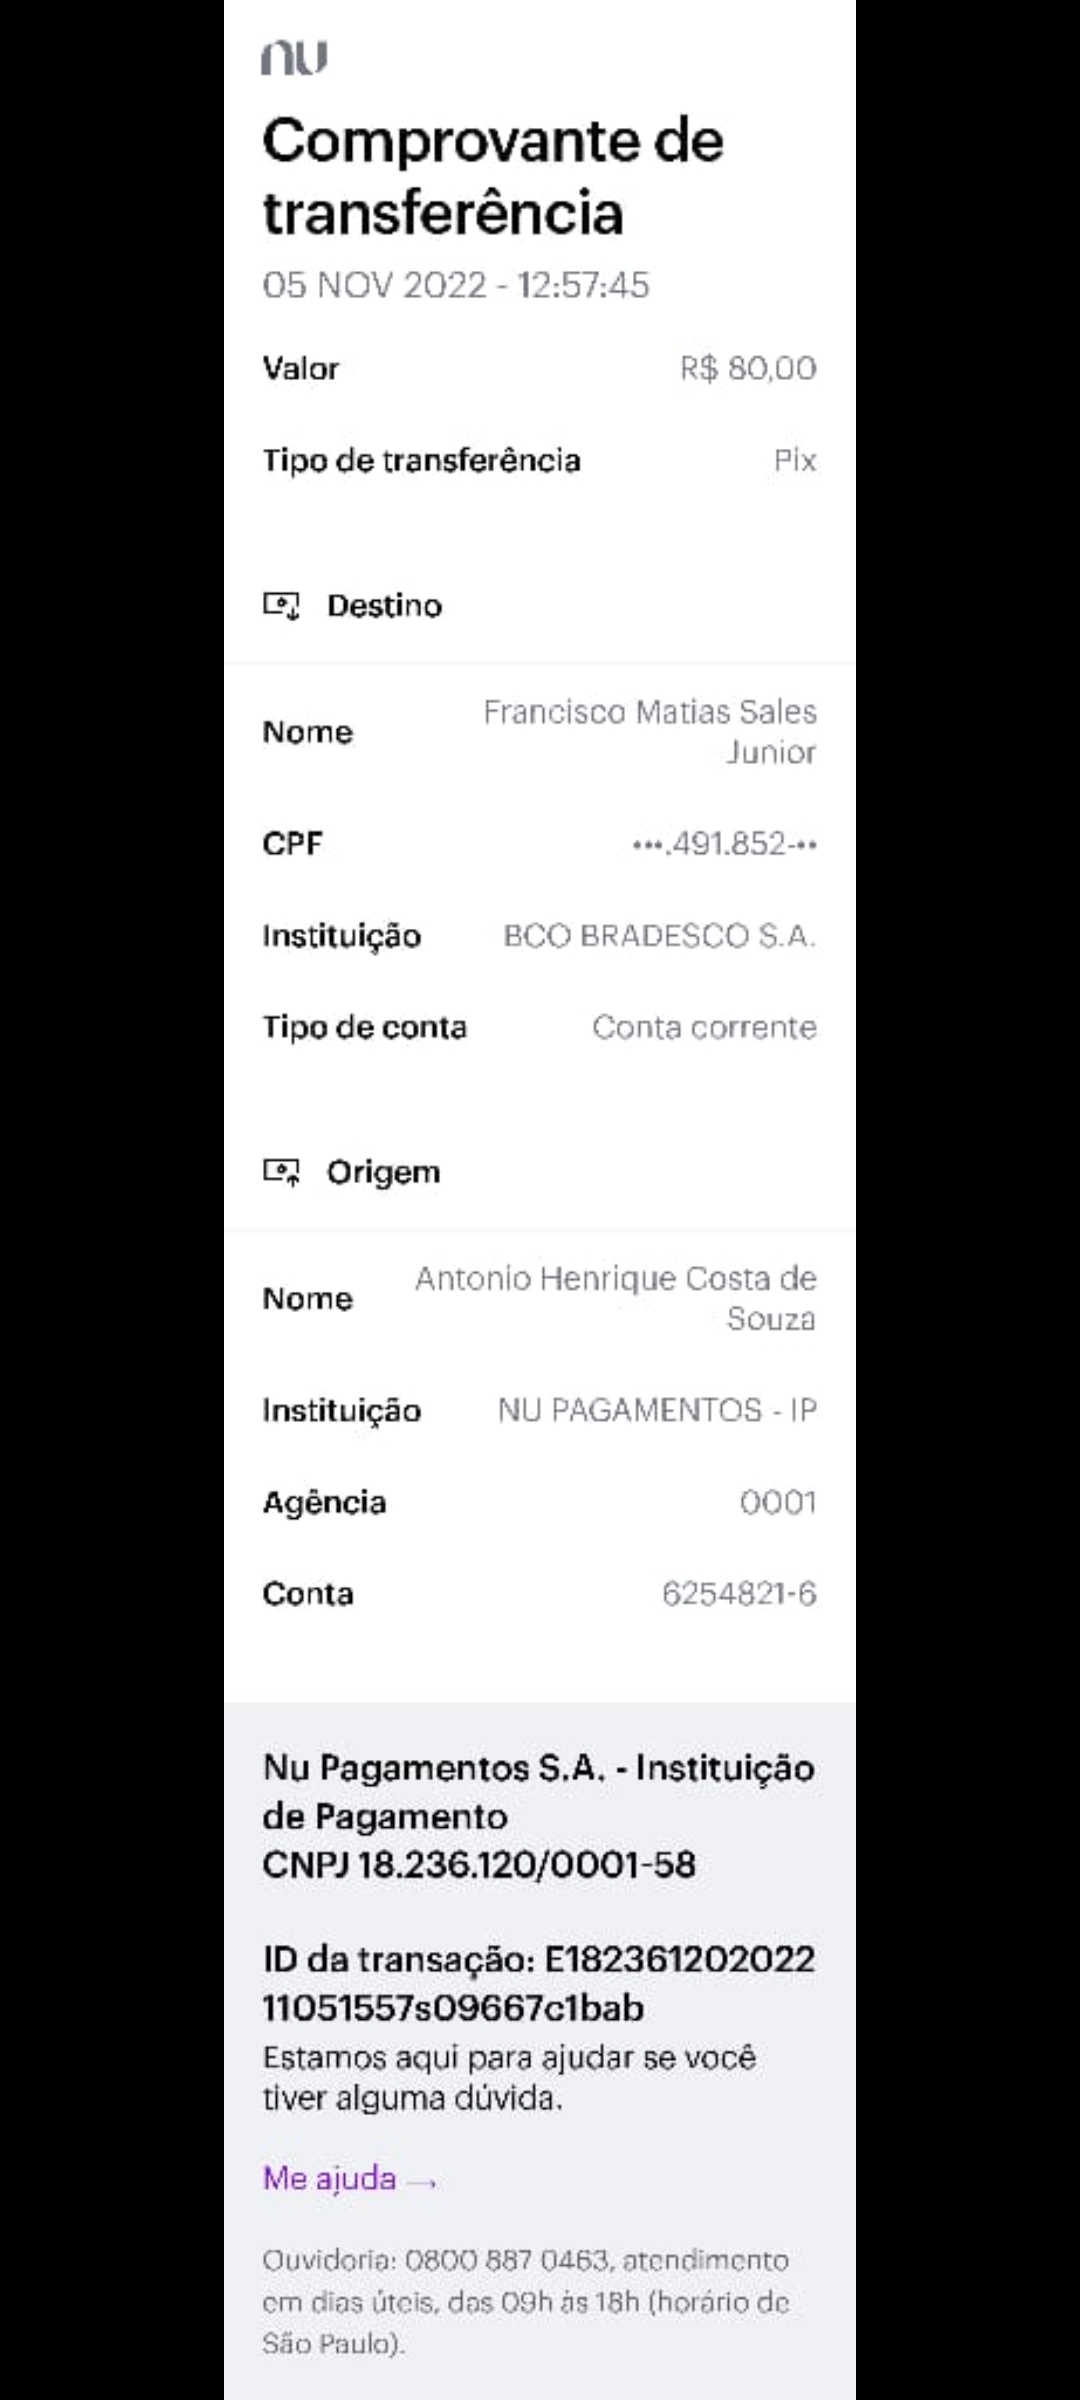 nu
Comprovante de
transferência
05 NOV 2022 - 12:57:45
Valor R$ 80,00
Tipo de transferência Pix
Destino
Nome Francisco Matias Sales
Junior
CPF •••.491.852-••
Instituição BCO BRADESCO S.A.
Tipo de conta Conta corrente
Origem
Nome Antonio Henrique Costa de
Souza
Instituição NU PAGAMENTOS - IP
Agência 0001
Conta 6254821-6
Nu Pagamentos S.A. - Instituição
de Pagamento
CNPJ 18.236.120/0001-58
ID da transação: E182361202022
11051557s09667c1bab
Estamos aqui para ajudar se você
tiver alguma dúvida.
Me ajuda →
Ouvidoria: 0800 887 0463, atendimento
em dias úteis, das 09h às 18h (horário de
São Paulo).